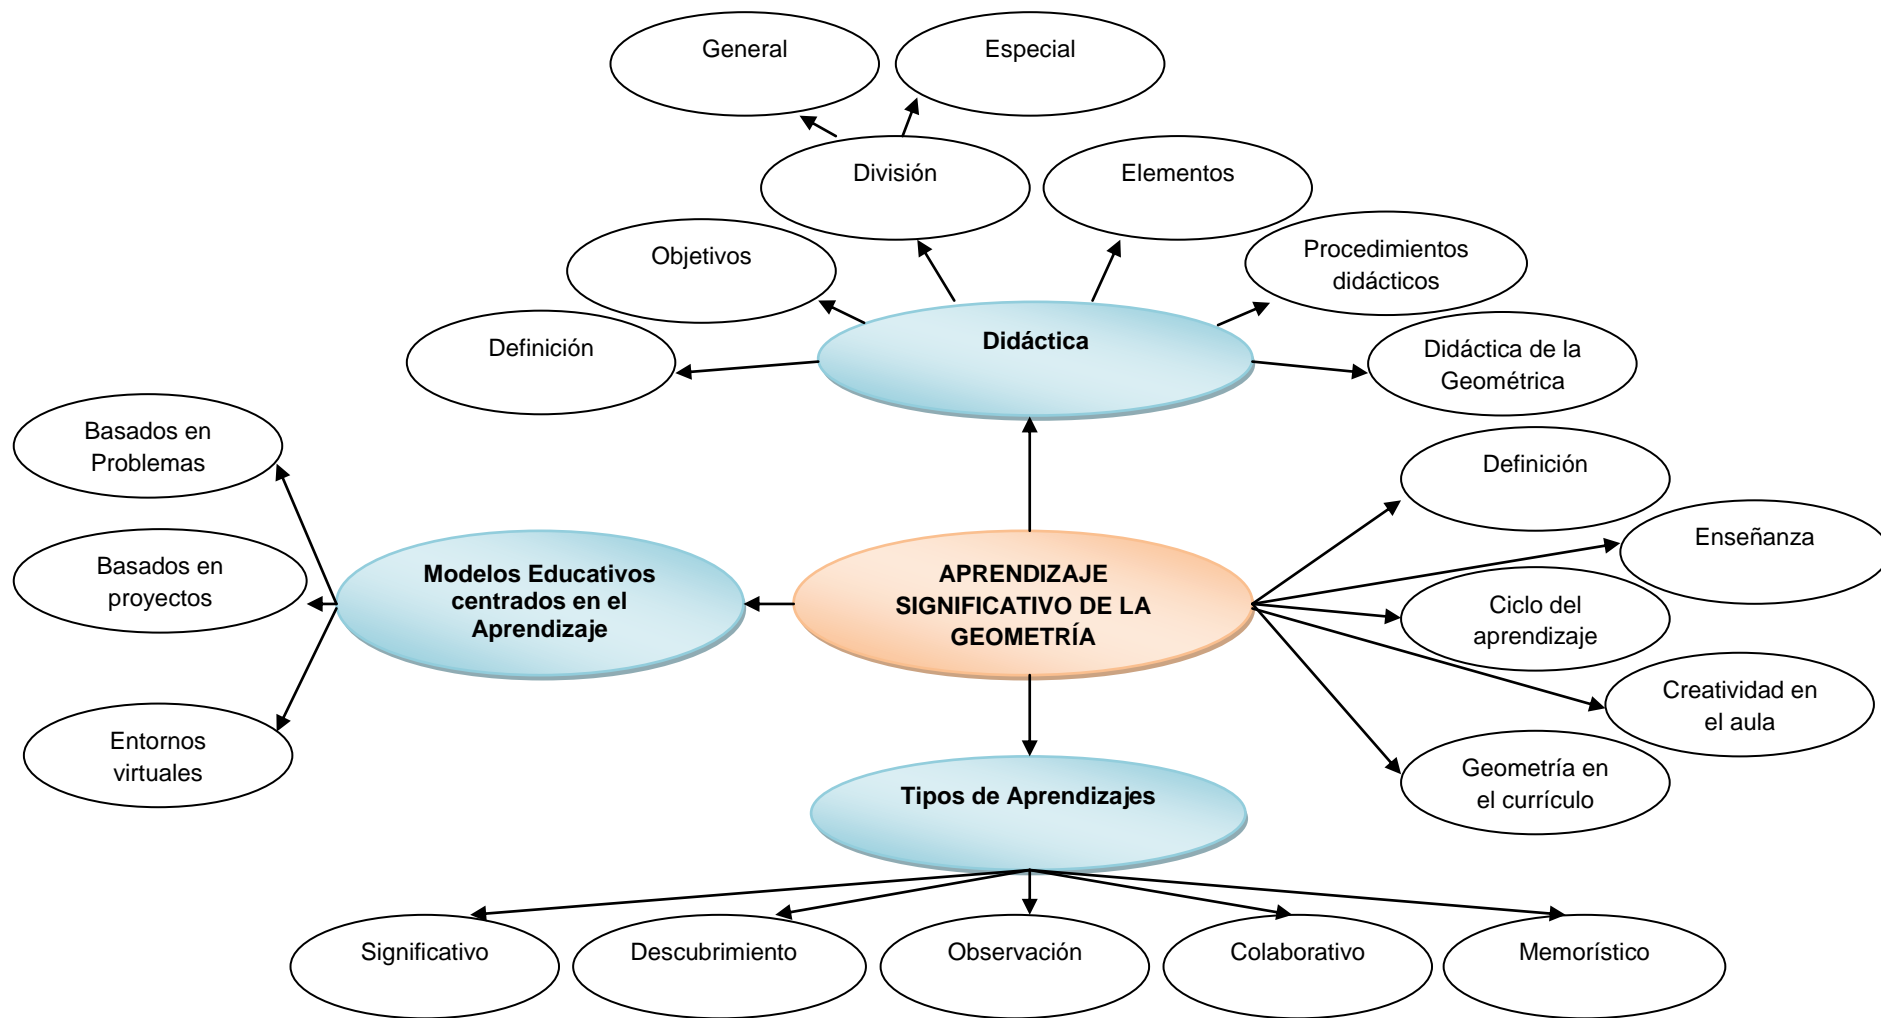 General
Especial
División
Elementos
Objetivos
Procedimientos
didácticos
Definición
Didáctica
Didáctica de la
Geométrica
Basados en
Problemas
Definición
Basados en
proyectos
Modelos Educativos
centrados en el
Aprendizaje
APRENDIZAJE
SIGNIFICATIVO DE LA
GEOMETRÍA
Enseñanza
Ciclo del
aprendizaje
Creatividad en
el aula
Entornos
virtuales
Geometría en
el currículo
Tipos de Aprendizajes
Significativo
Descubrimiento
Observación
Colaborativo
Memorístico